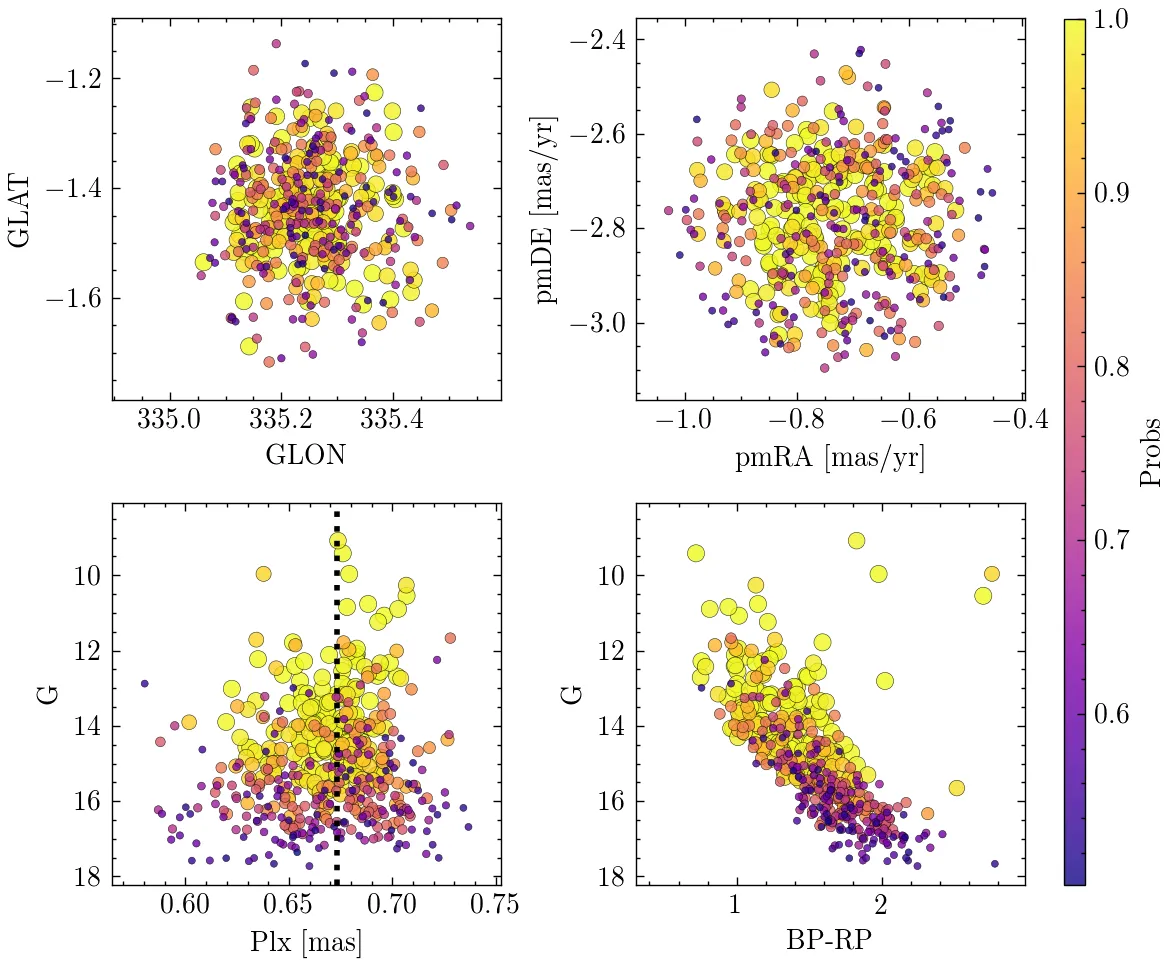 −1.2
−1.4
−1.6
GLAT
335.0 335.2 335.4
GLON
−2.4
−2.6
−2.8
−3.0
pmDE [mas/yr]
−1.0 −0.8 −0.6 −0.4
pmRA [mas/yr]
10
12
14
16
18
G
0.60 0.65 0.70 0.75
Plx [mas]
10
12
14
16
18
G
1 2
BP-RP
1.0
0.9
0.8
0.7
0.6
Probs